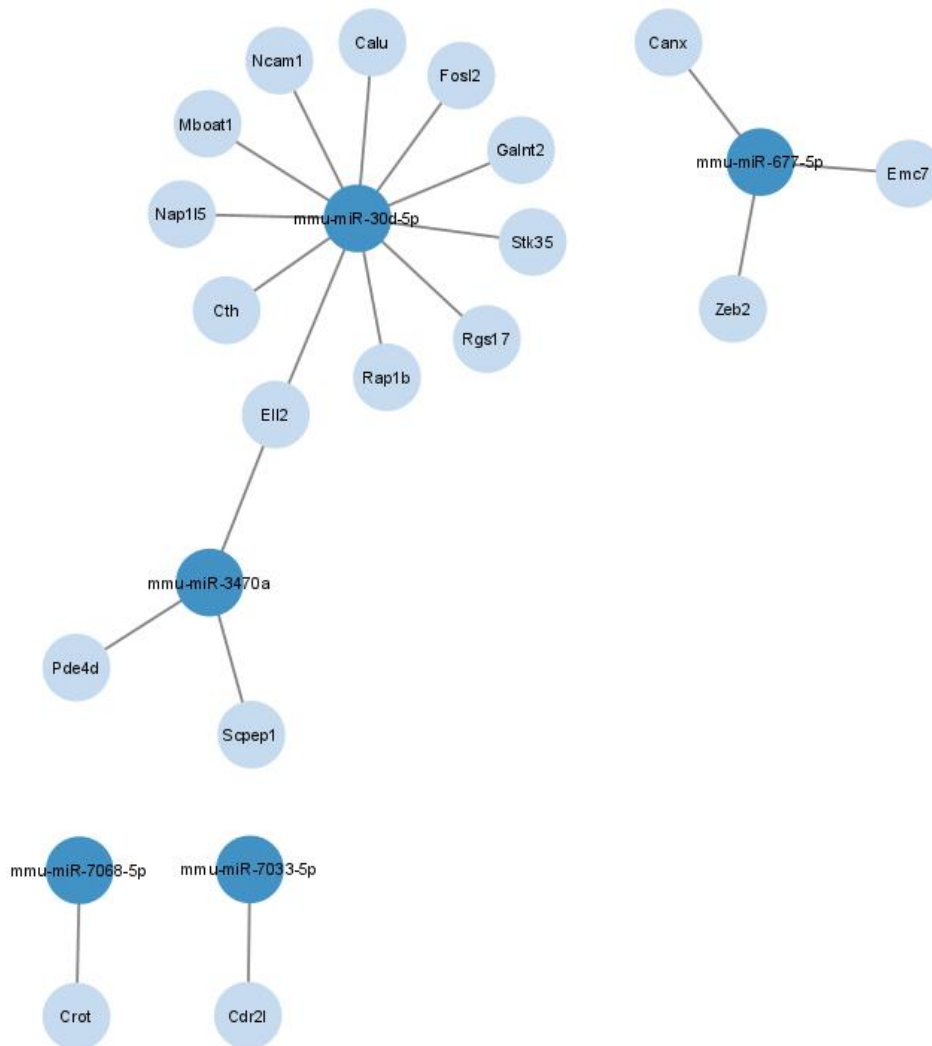 Calu
Canx
Ncam1
Fosl2
Mboat1
Galnt2
mmu-miR-677-5p
Emc7
Nap1l5
mmu-miR-30d-5p
Stk35
Cth
Zeb2
Rgs17
Rap1b
Ell2
mmu-miR-3470a
Pde4d
Scpep1
mmu-miR-7068-5p
mmu-miR-7033-5p
Crot
Cdr2l